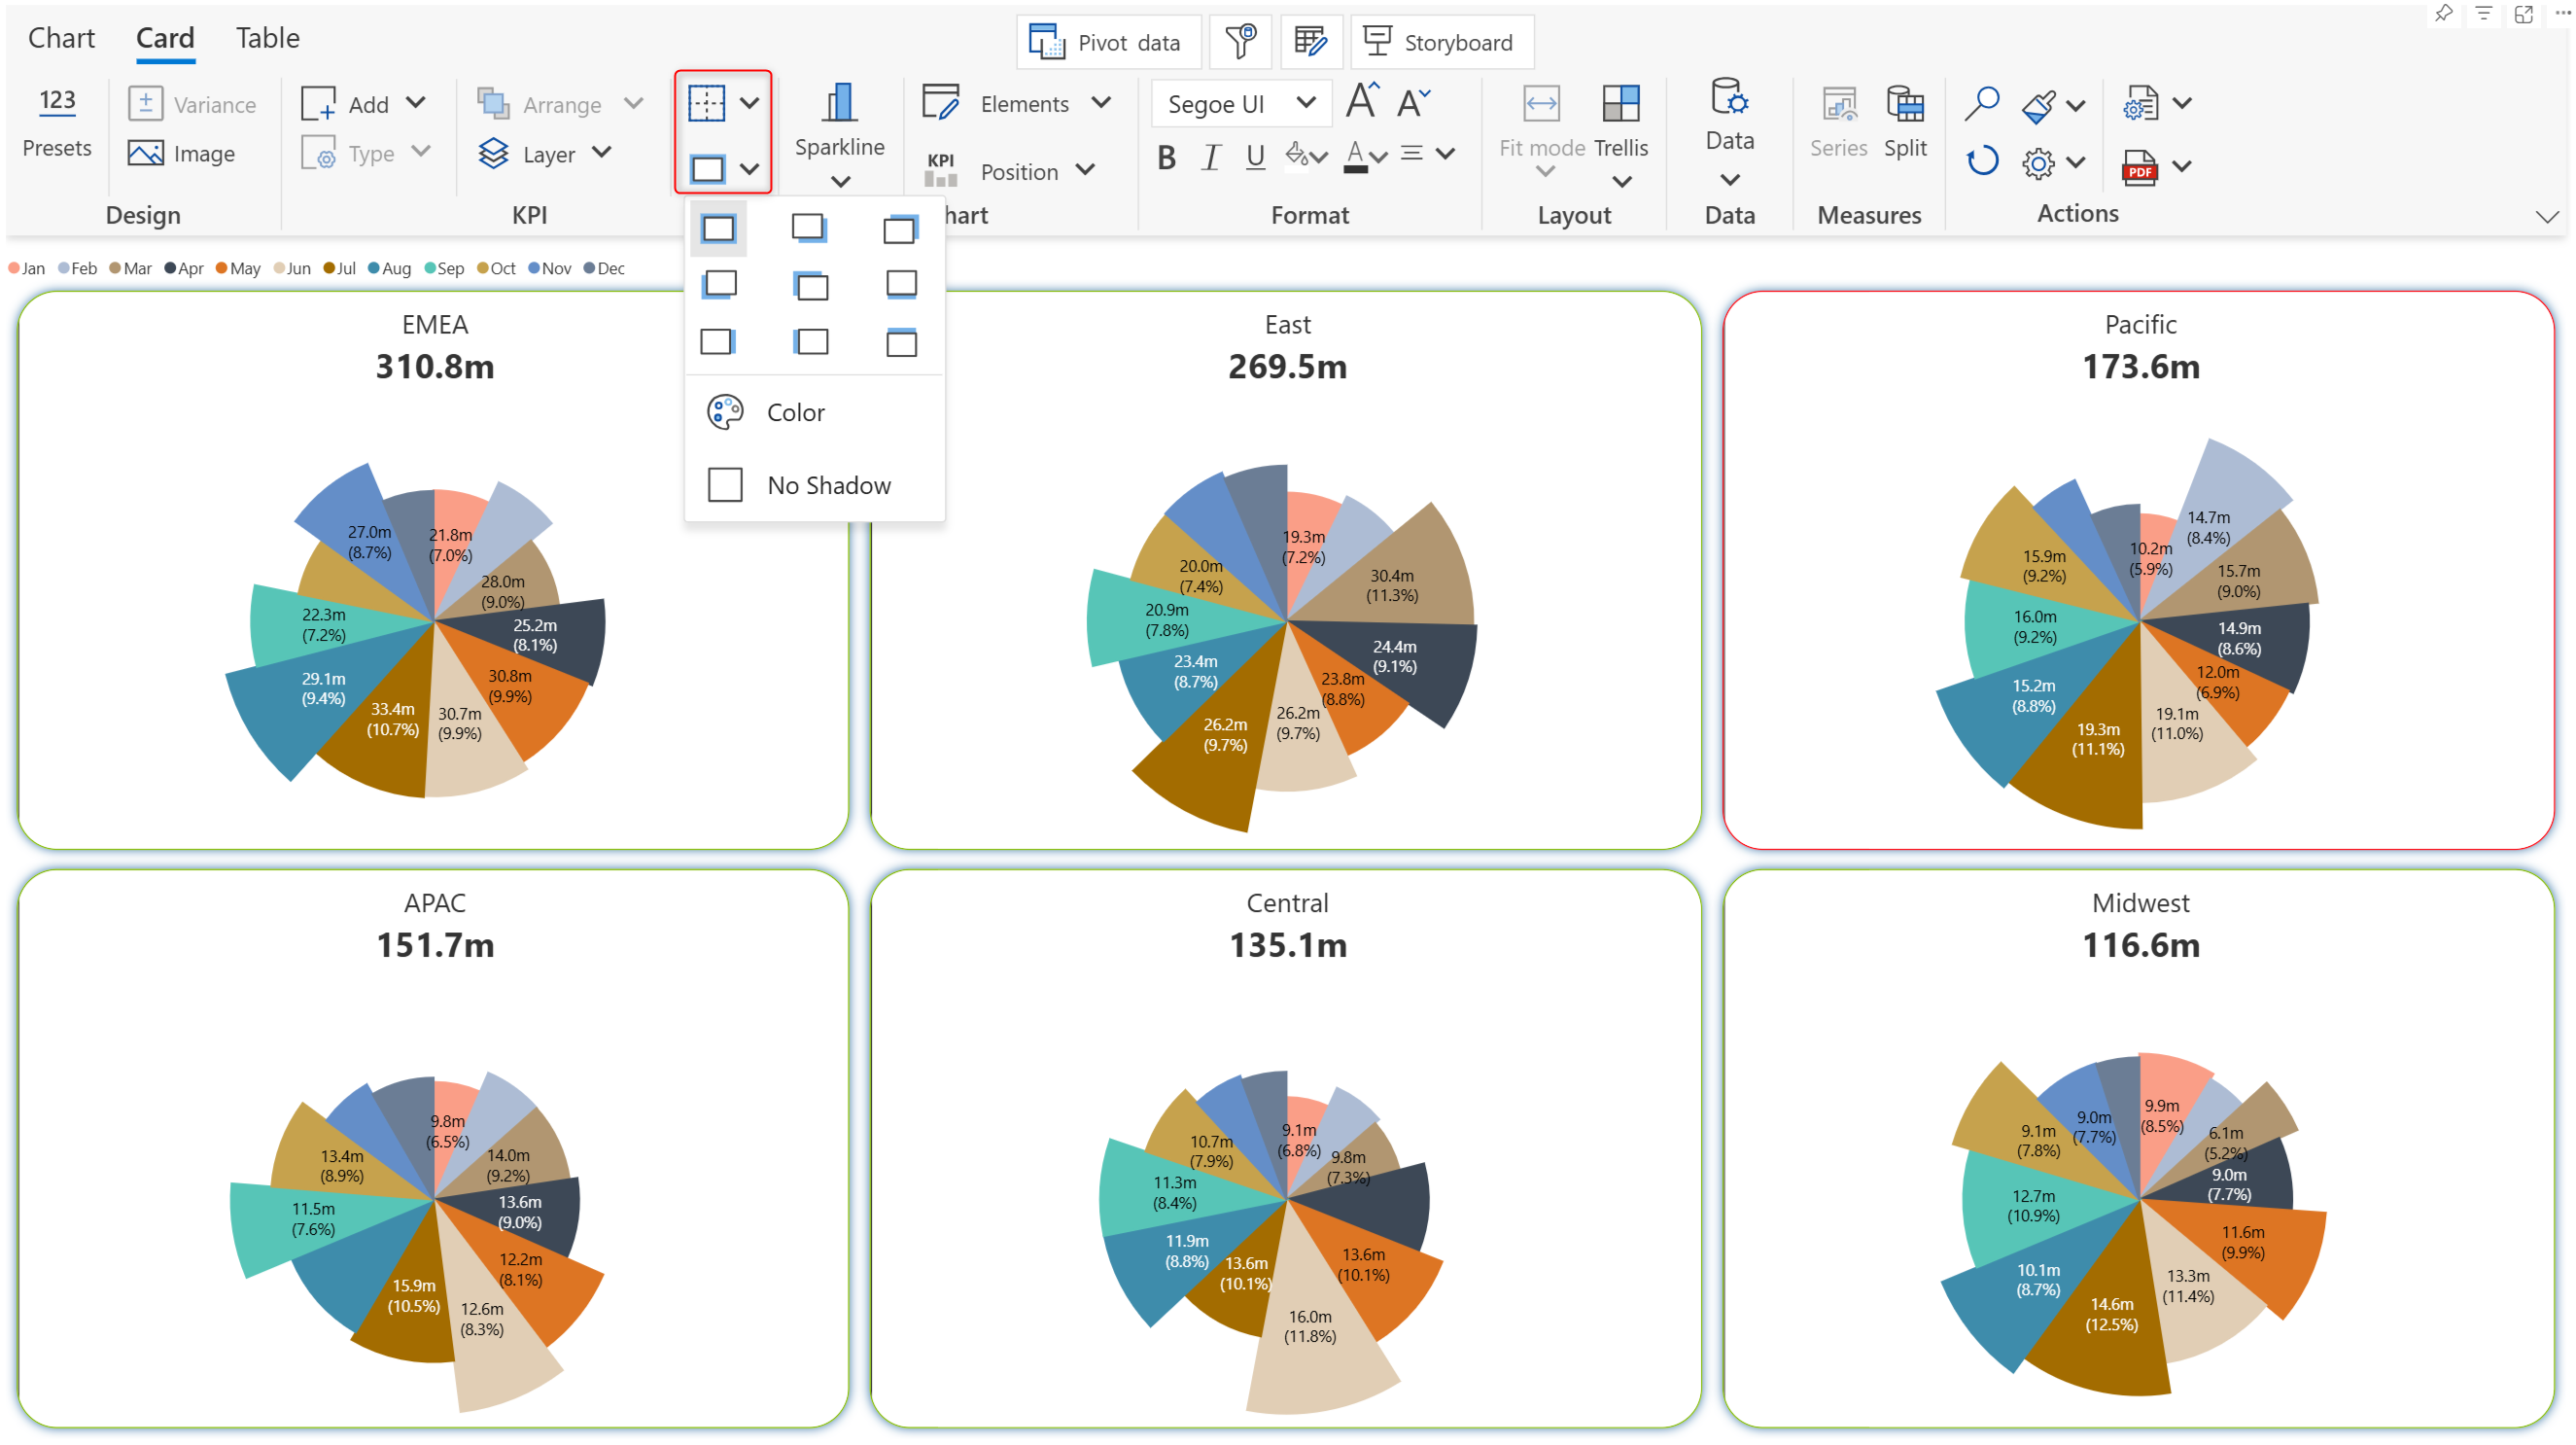 Chart Card Table
Pivot data
Storyboard
123
Presets
Variance
Image
Design
Add
Type
Arrange
Layer
KPI
Sparkline
Elements
KPI
Position
hart
Segoe UI
A A
B I U A
Format
Fit mode
Trellis
Layout
Data
Data
Series
Split
Measures
PDF
Actions
Color
No Shadow
Jan Feb Mar Apr May Jun Jul Aug Sep Oct Nov Dec
EMEA
310.8m
21.8m
(7.0%)
28.0m
(9.0%)
25.2m
(8.1%)
30.8m
(9.9%)
30.7m
(9.9%)
33.4m
(10.7%)
29.1m
(9.4%)
22.3m
(7.2%)
27.0m
(8.7%)
East
269.5m
19.3m
(7.2%)
30.4m
(11.3%)
24.4m
(9.1%)
23.8m
(8.8%)
26.2m
(9.7%)
26.2m
(9.7%)
23.4m
(8.7%)
20.9m
(7.8%)
20.0m
(7.4%)
Pacific
173.6m
10.2m
(5.9%)
14.7m
(8.4%)
15.7m
(9.0%)
14.9m
(8.6%)
12.0m
(6.9%)
19.1m
(11.0%)
19.3m
(11.1%)
15.2m
(8.8%)
16.0m
(9.2%)
15.9m
(9.2%)
APAC
151.7m
9.8m
(6.5%)
14.0m
(9.2%)
13.6m
(9.0%)
12.2m
(8.1%)
12.6m
(8.3%)
15.9m
(10.5%)
11.5m
(7.6%)
13.4m
(8.9%)
Central
135.1m
9.1m
(6.8%)
9.8m
(7.3%)
13.6m
(10.1%)
16.0m
(11.8%)
13.6m
(10.1%)
11.9m
(8.8%)
11.3m
(8.4%)
10.7m
(7.9%)
Midwest
116.6m
9.9m
(8.5%)
6.1m
(5.2%)
9.0m
(7.7%)
11.6m
(9.9%)
13.3m
(11.4%)
14.6m
(12.5%)
10.1m
(8.7%)
12.7m
(10.9%)
9.1m
(7.8%)
9.0m
(7.7%)